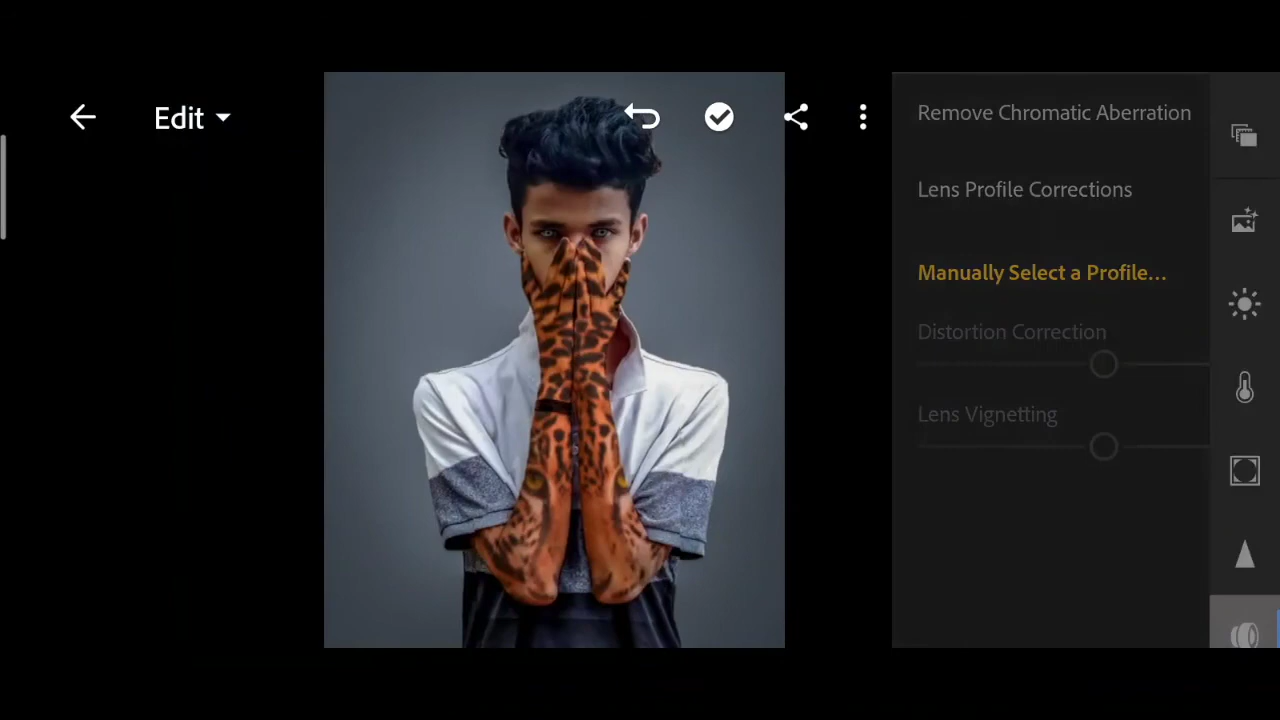 Edit
Remove Chromatic Aberration
Lens Profile Corrections
Manually Select a Profile...
Distortion Correction
Lens Vignetting